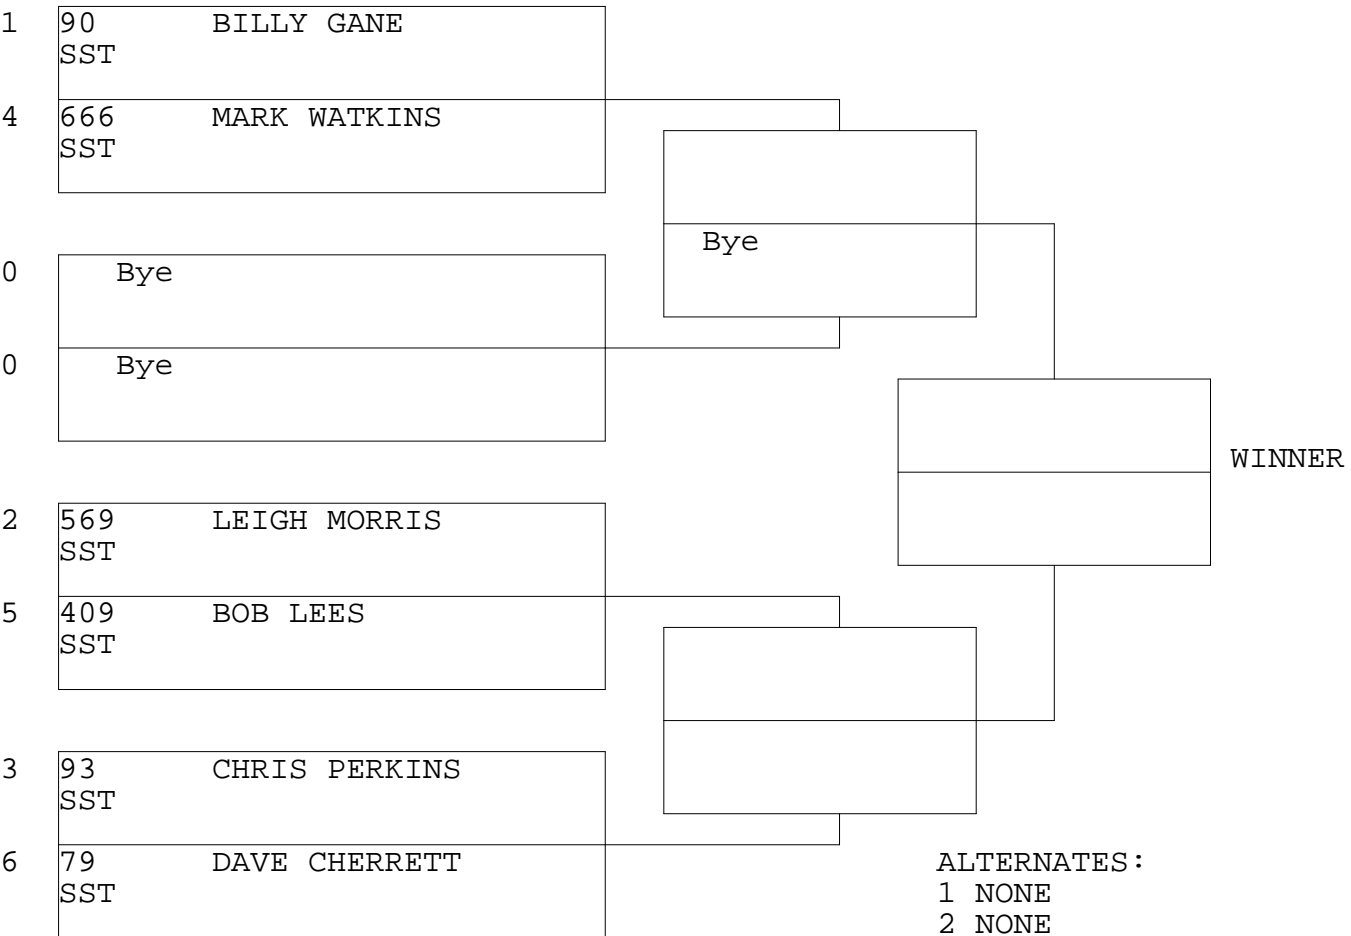 1 90 BILLY GANE
SST
4 666 MARK WATKINS
SST
Bye
0 Bye
0 Bye
WINNER
2 569 LEIGH MORRIS
SST
5 409 BOB LEES
SST
3 93 CHRIS PERKINS
SST
6 79 DAVE CHERRETT
SST
ALTERNATES:
1 NONE
2 NONE